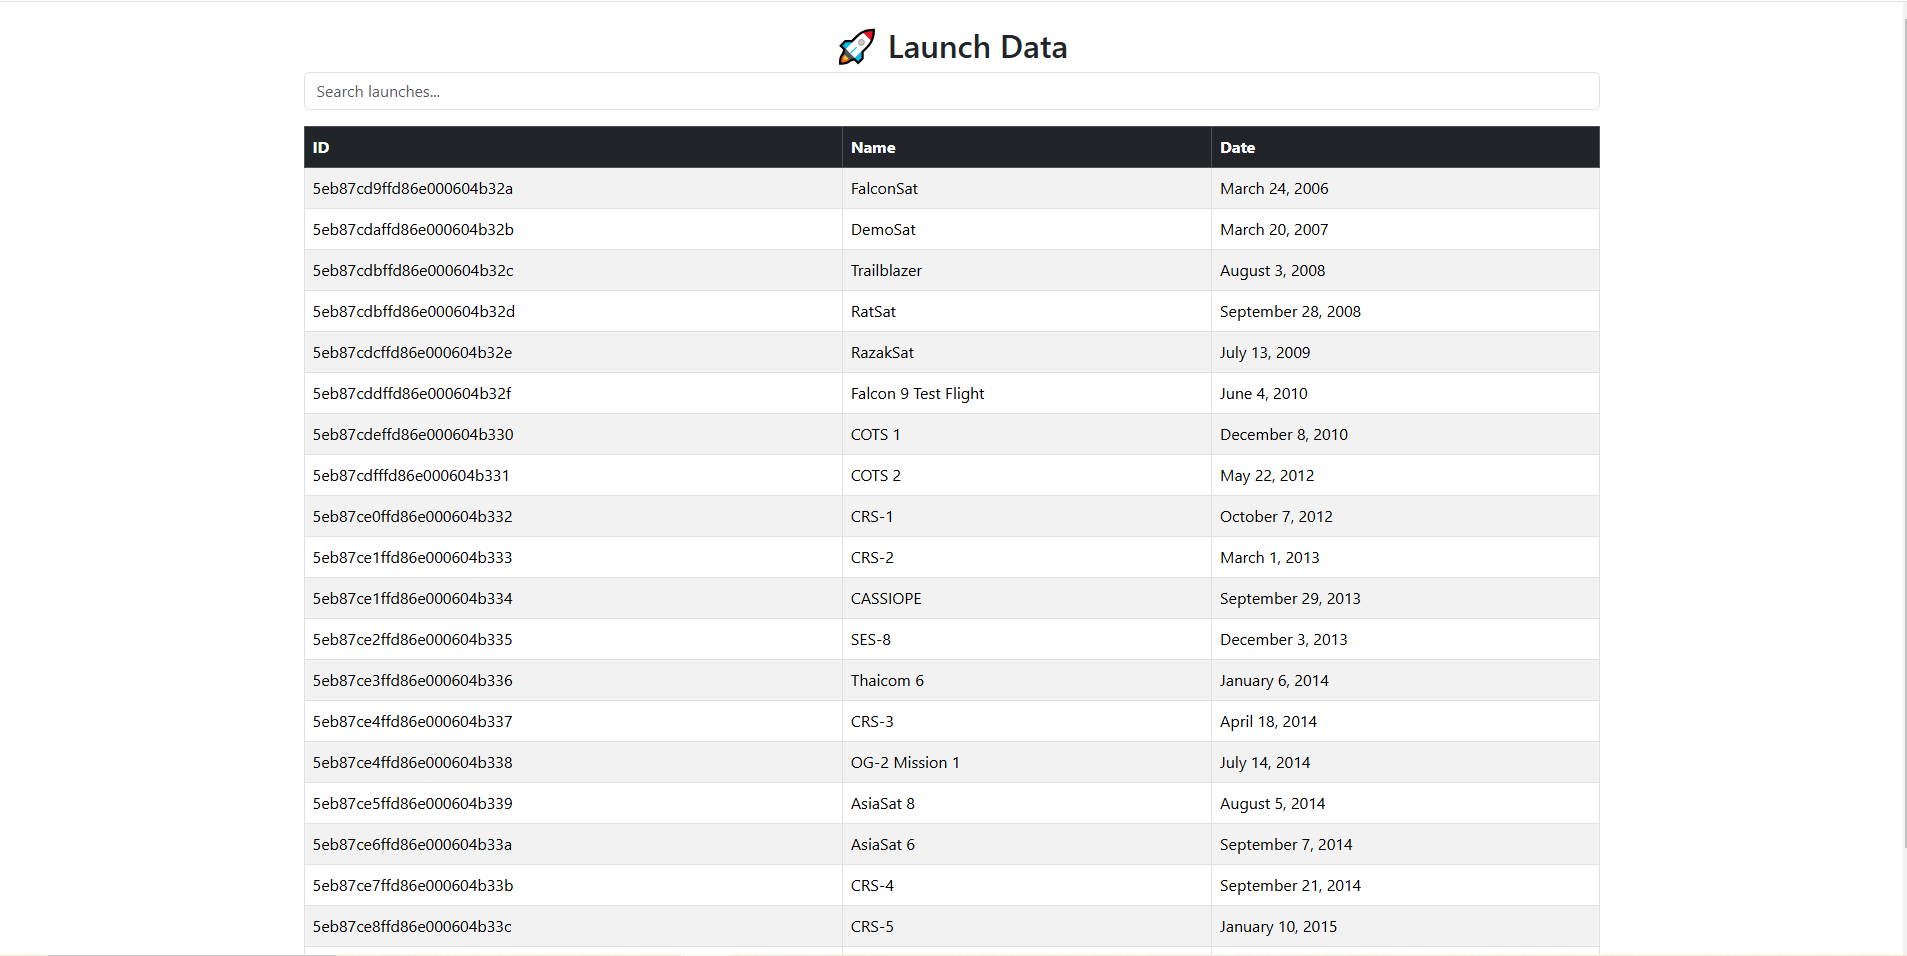 🚀 Launch Data
Search launches...
ID Name Date
5eb87cd9ffd86e000604b32a FalconSat March 24, 2006
5eb87cdaffd86e000604b32b DemoSat March 20, 2007
5eb87cdbffd86e000604b32c Trailblazer August 3, 2008
5eb87cdbffd86e000604b32d RatSat September 28, 2008
5eb87cdcffd86e000604b32e RazakSat July 13, 2009
5eb87cddffd86e000604b32f Falcon 9 Test Flight June 4, 2010
5eb87cdeffd86e000604b330 COTS 1 December 8, 2010
5eb87cdfffd86e000604b331 COTS 2 May 22, 2012
5eb87ce0ffd86e000604b332 CRS-1 October 7, 2012
5eb87ce1ffd86e000604b333 CRS-2 March 1, 2013
5eb87ce1ffd86e000604b334 CASSIOPE September 29, 2013
5eb87ce2ffd86e000604b335 SES-8 December 3, 2013
5eb87ce3ffd86e000604b336 Thaicom 6 January 6, 2014
5eb87ce4ffd86e000604b337 CRS-3 April 18, 2014
5eb87ce4ffd86e000604b338 OG-2 Mission 1 July 14, 2014
5eb87ce5ffd86e000604b339 AsiaSat 8 August 5, 2014
5eb87ce6ffd86e000604b33a AsiaSat 6 September 7, 2014
5eb87ce7ffd86e000604b33b CRS-4 September 21, 2014
5eb87ce8ffd86e000604b33c CRS-5 January 10, 2015